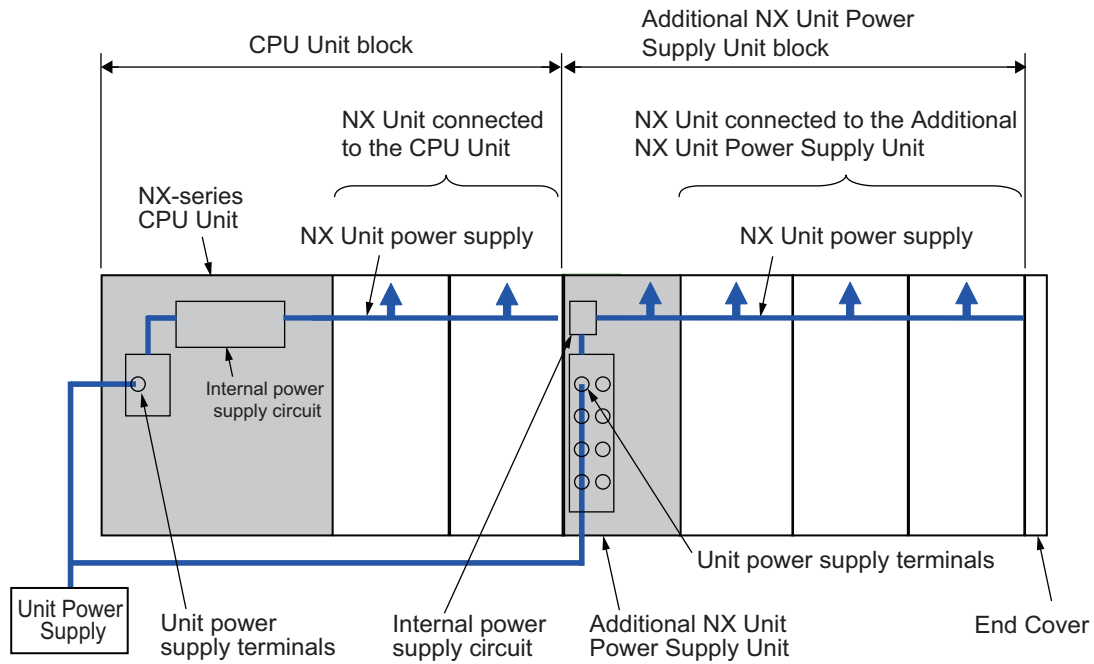 CPU Unit block
Additional NX Unit Power
Supply Unit block
NX Unit connected
to the CPU Unit
NX Unit connected to the Additional
NX Unit Power Supply Unit
NX-series
CPU Unit
NX Unit power supply
NX Unit power supply
Internal power
supply circuit
Unit power supply terminals
Unit Power
Supply
Unit power
supply terminals
Internal power
supply circuit
Additional NX Unit
Power Supply Unit
End Cover